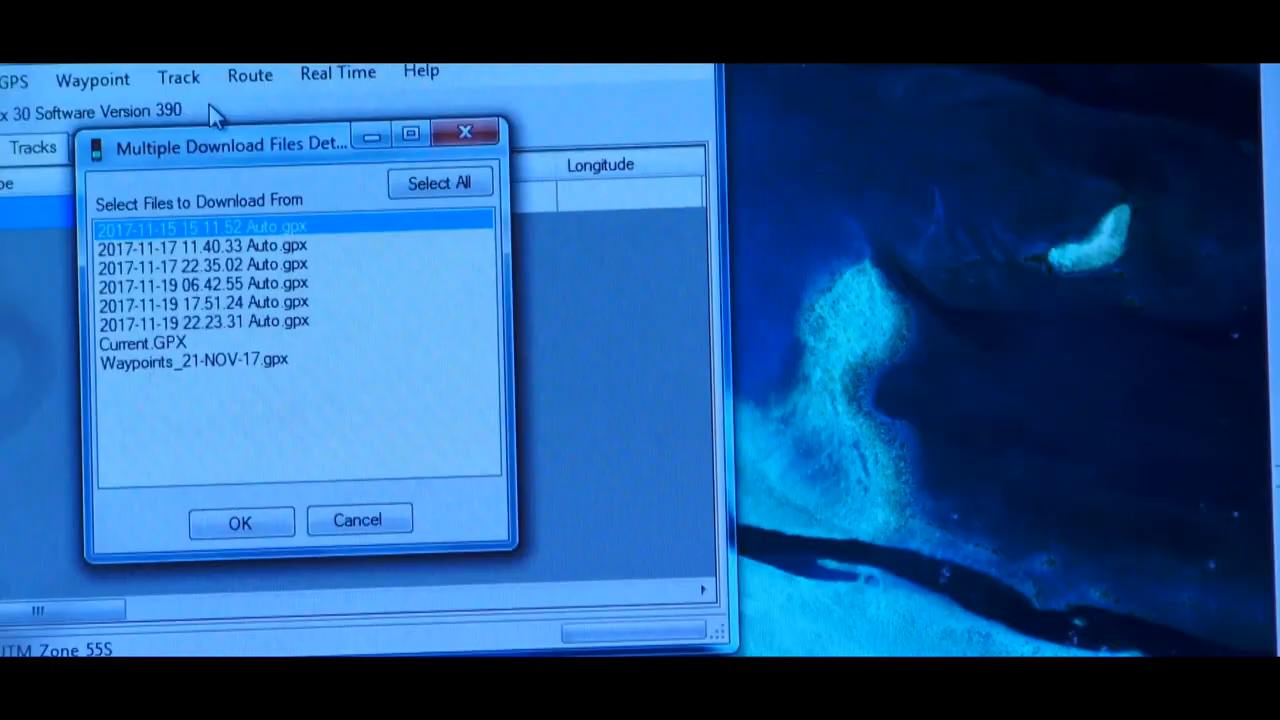 GPS Waypoint Track Route Real Time Help
x 30 Software Version 390
Tracks
Multiple Download Files Det...
pe
Longitude
Select All
Select Files to Download From
2017-11-15 15 11.52 Auto.gpx
2017-11-17 11.40.33 Auto.gpx
2017-11-17 22.35.02 Auto.gpx
2017-11-19 06.42.55 Auto.gpx
2017-11-19 17.51.24 Auto.gpx
2017-11-19 22.23.31 Auto.gpx
Current.GPX
Waypoints_21-NOV-17.gpx
OK Cancel
UTM Zone 55S